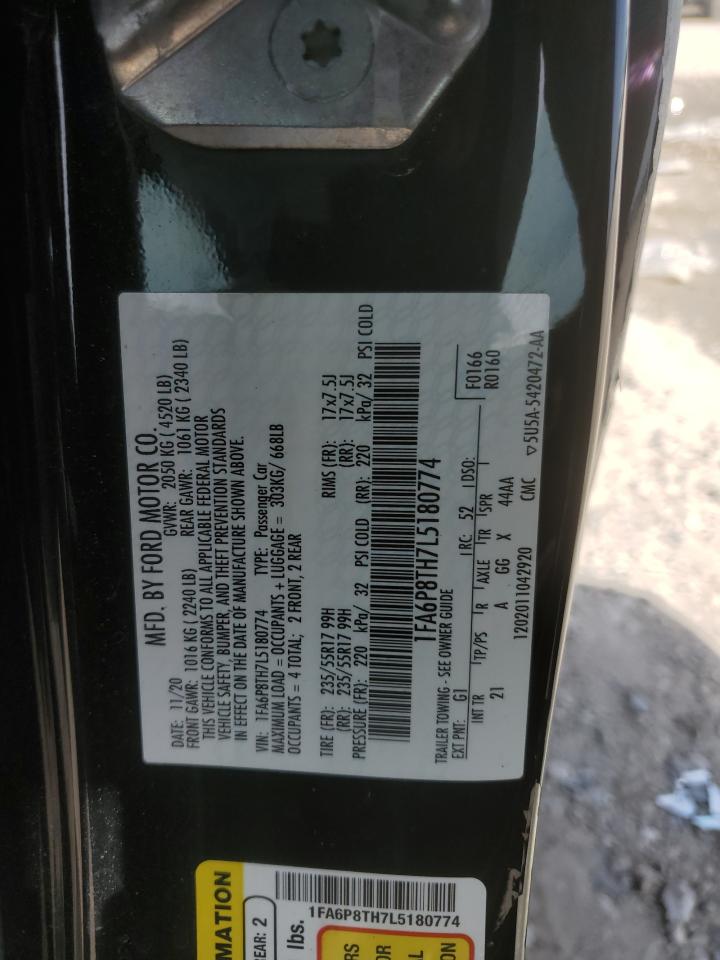 MFD. BY FORD MOTOR CO.
DATE: 11/20 GVWR: 2050 KG ( 4520 LB)
FRONT GAWR: 1016 KG ( 2240 LB) REAR GAWR: 1061 KG ( 2340 LB)
THIS VEHICLE CONFORMS TO ALL APPLICABLE FEDERAL MOTOR
VEHICLE SAFETY, BUMPER, AND THEFT PREVENTION STANDARDS
IN EFFECT ON THE DATE OF MANUFACTURE SHOWN ABOVE.
VIN: 1FA6P8TH7L5180774 TYPE: Passenger Car
MAXIMUM LOAD = OCCUPANTS + LUGGAGE = 303KG/ 668LB
OCCUPANTS = 4 TOTAL; 2 FRONT, 2 REAR
TIRE (FR): 235/55R17 99H RIMS (FR): 17x7.5J
(RR): 235/55R17 99H (RR): 17x7.5J
PRESSURE (FR): 220 kPa/ 32 PSI COLD (RR): 220 kPa/ 32 PSI COLD
1FA6P8TH7L5180774
TRAILER TOWING - SEE OWNER GUIDE
EXT PNT: G1 RC: 52 DSO: F0166
R0160
INT TR TP/PS R AXLE TR SPR
21 A GG X 44AA
1202011042920 CMC ▽5U5A-5420472-AA
MATION
REAR: 2
lbs.
1FA6P8TH7L5180774
RS
OR
L
ON